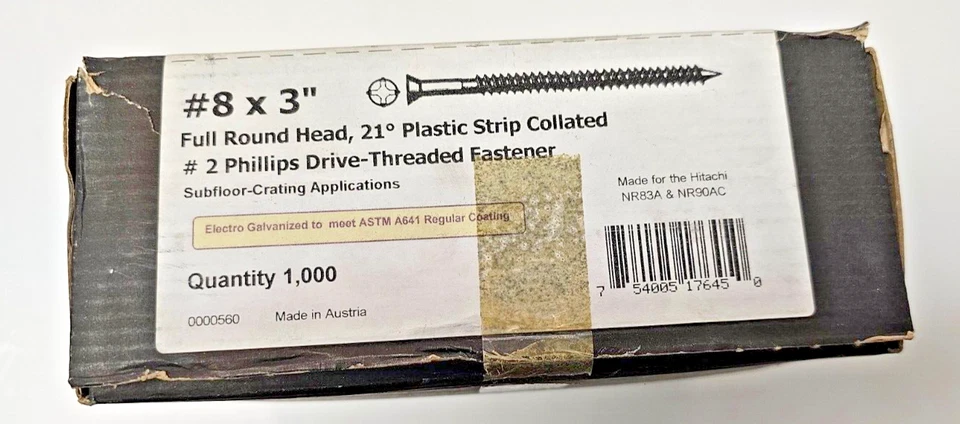 #8 x 3"
Full Round Head, 21° Plastic Strip Collated
# 2 Phillips Drive-Threaded Fastener
Subfloor-Crating Applications
Electro Galvanized to meet ASTM A641 Regular Coating
Quantity 1,000
0000560 Made in Austria
Made for the Hitachi
NR83A & NR90AC
7 54005 17645 0